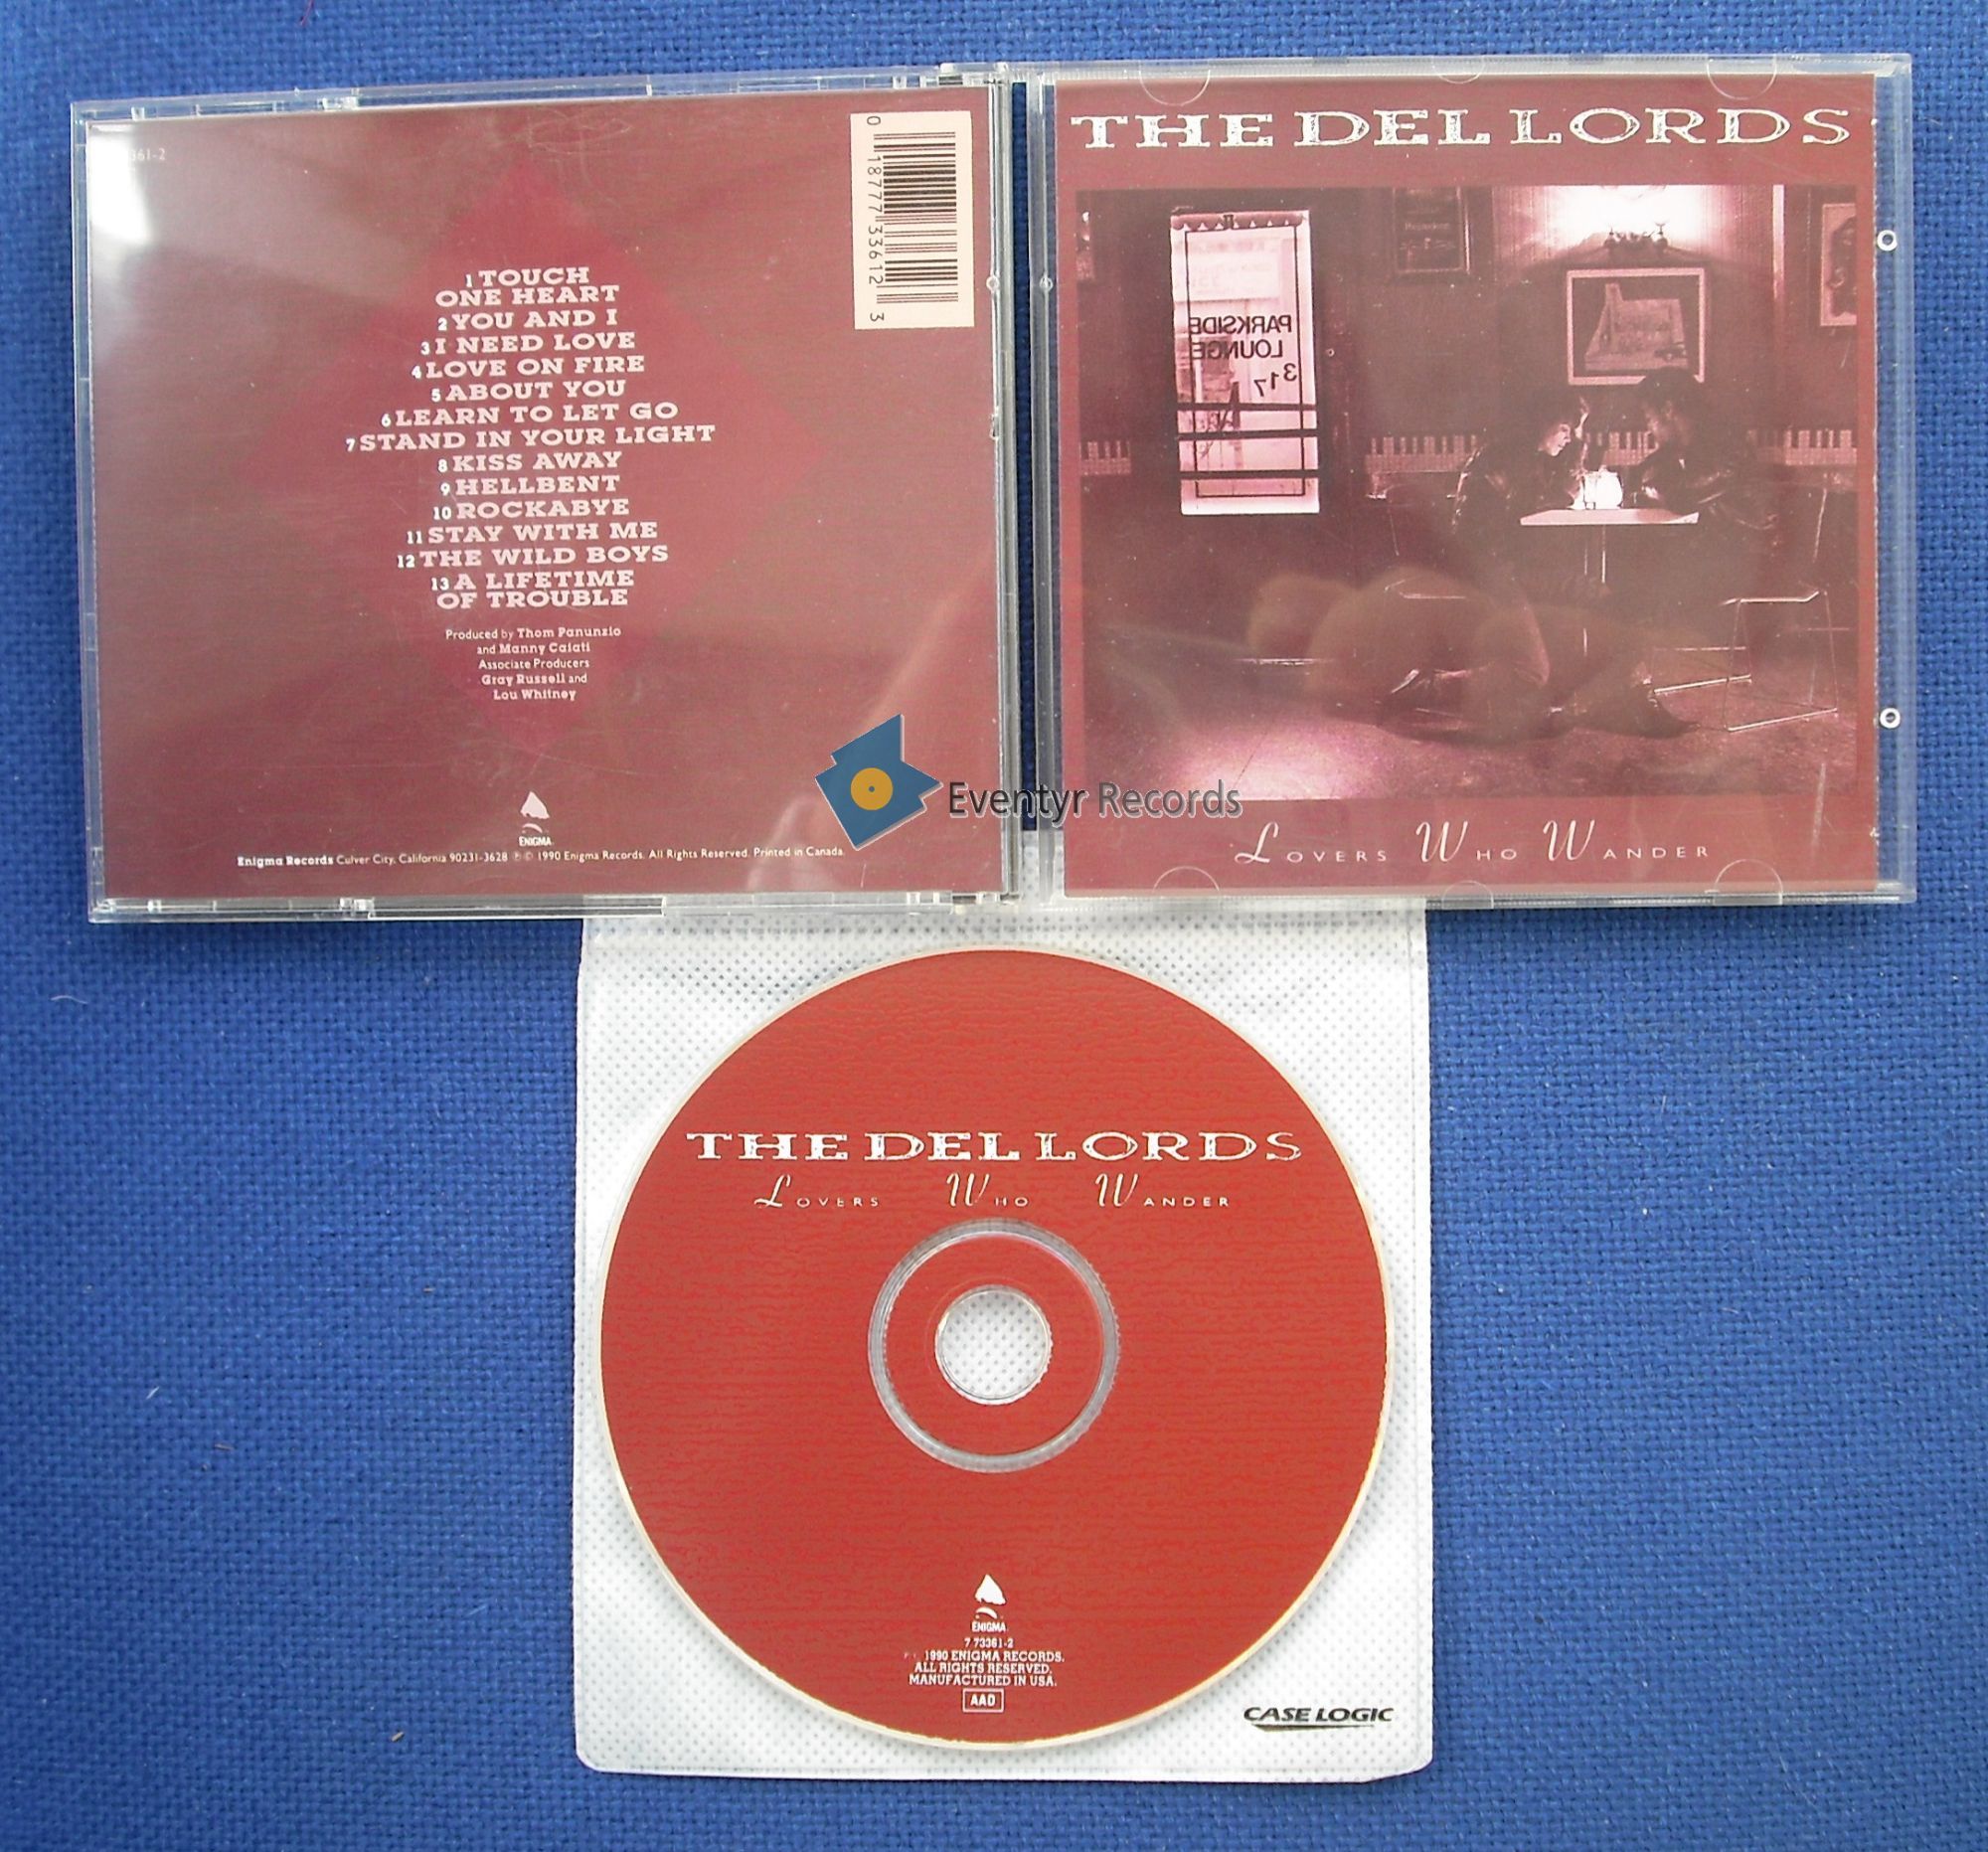 361-2
0 18777 33612 3
1 TOUCH
ONE HEART
2 YOU AND I
3 I NEED LOVE
4 LOVE ON FIRE
5 ABOUT YOU
6 LEARN TO LET GO
7 STAND IN YOUR LIGHT
8 KISS AWAY
9 HELLBENT
10 ROCKABYE
11 STAY WITH ME
12 THE WILD BOYS
13 A LIFETIME
OF TROUBLE
Produced by Thom Panunzio
and Manny Caiati
Associate Producers
Gray Russell and
Lou Whitney
ENIGMA
Enigma Records Culver City, California 90231-3628 ℗ © 1990 Enigma Records. All Rights Reserved. Printed in Canada.
THE DEL LORDS
PARKSIDE
LOUNGE
317
LOVERS WHO WANDER
Eventyr Records
THE DEL LORDS
LOVERS WHO WANDER
ENIGMA
7 73361-2
1990 ENIGMA RECORDS.
ALL RIGHTS RESERVED.
MANUFACTURED IN USA.
AAD
CASE LOGIC